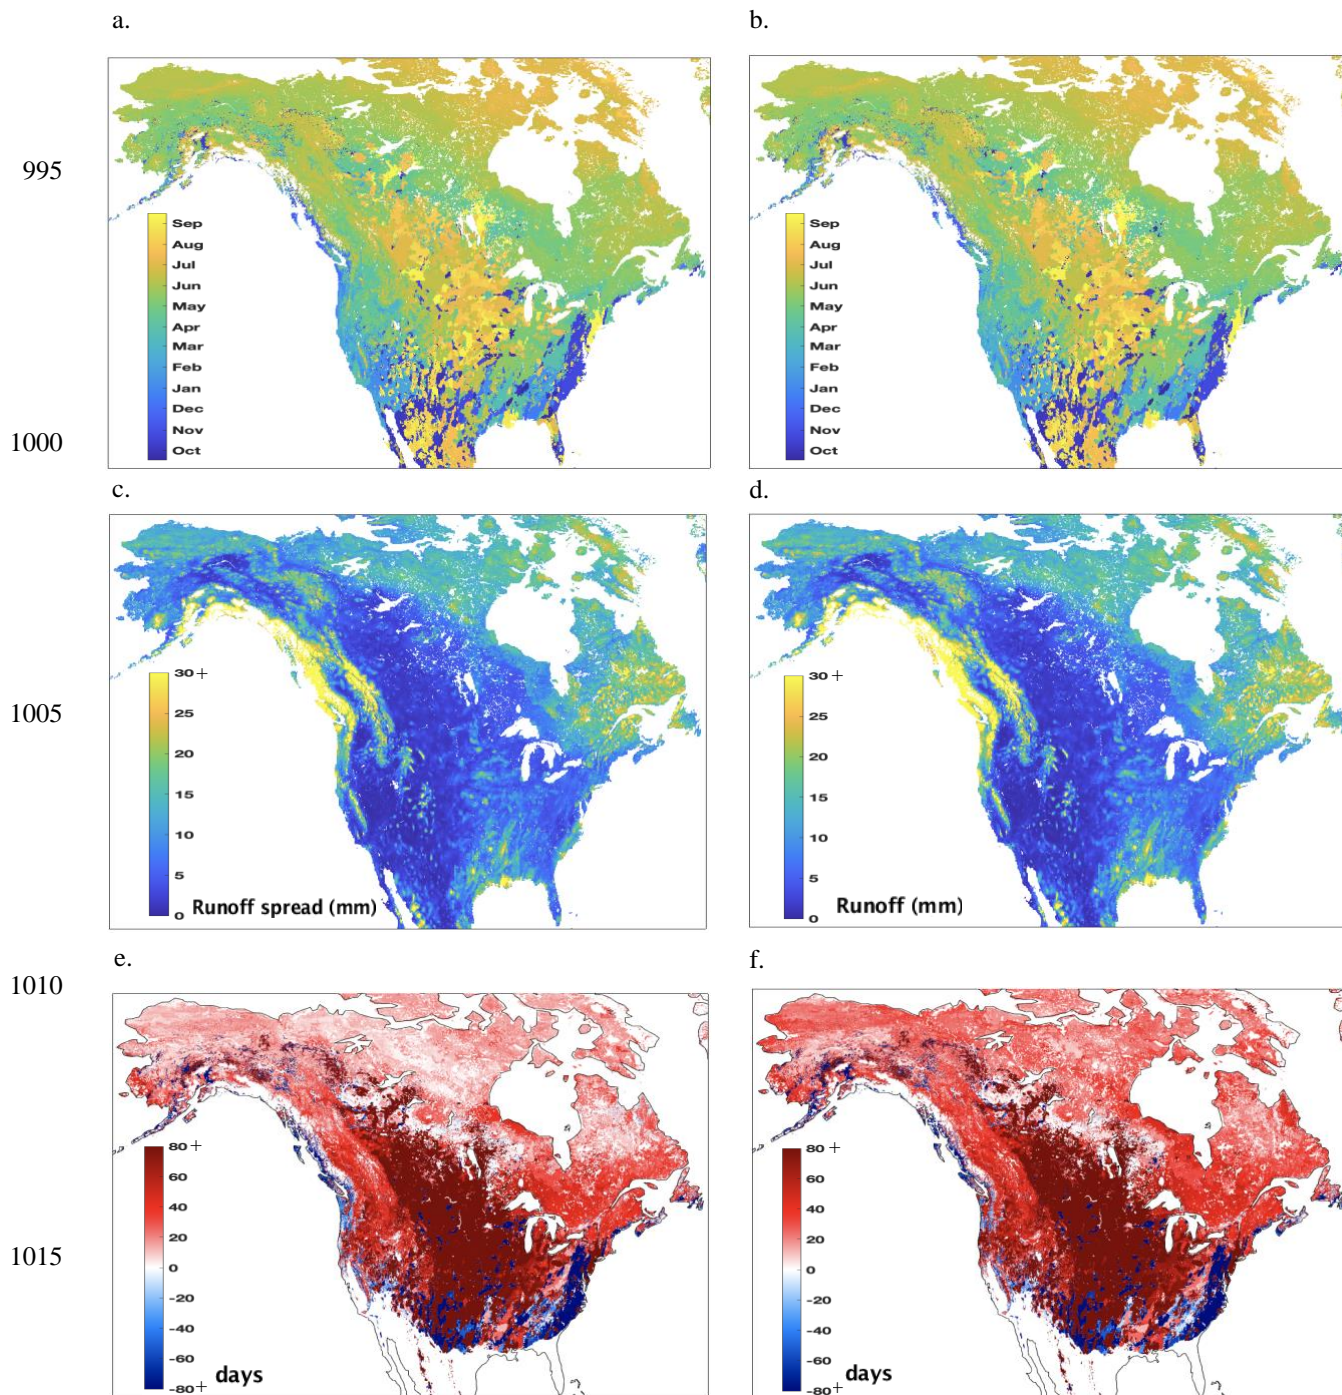 a.
b.
995
Sep
Aug
Jul
Jun
May
Apr
Mar
Feb
Jan
Dec
Nov
Oct
Sep
Aug
Jul
Jun
May
Apr
Mar
Feb
Jan
Dec
Nov
Oct
1000
c.
d.
30+
25
20
15
10
5
0
Runoff spread (mm)
30+
25
20
15
10
5
0
Runoff (mm)
1005
e.
f.
1010
80+
60
40
20
0
-20
-40
-60
-80+
days
80+
60
40
20
0
-20
-40
-60
-80+
days
1015